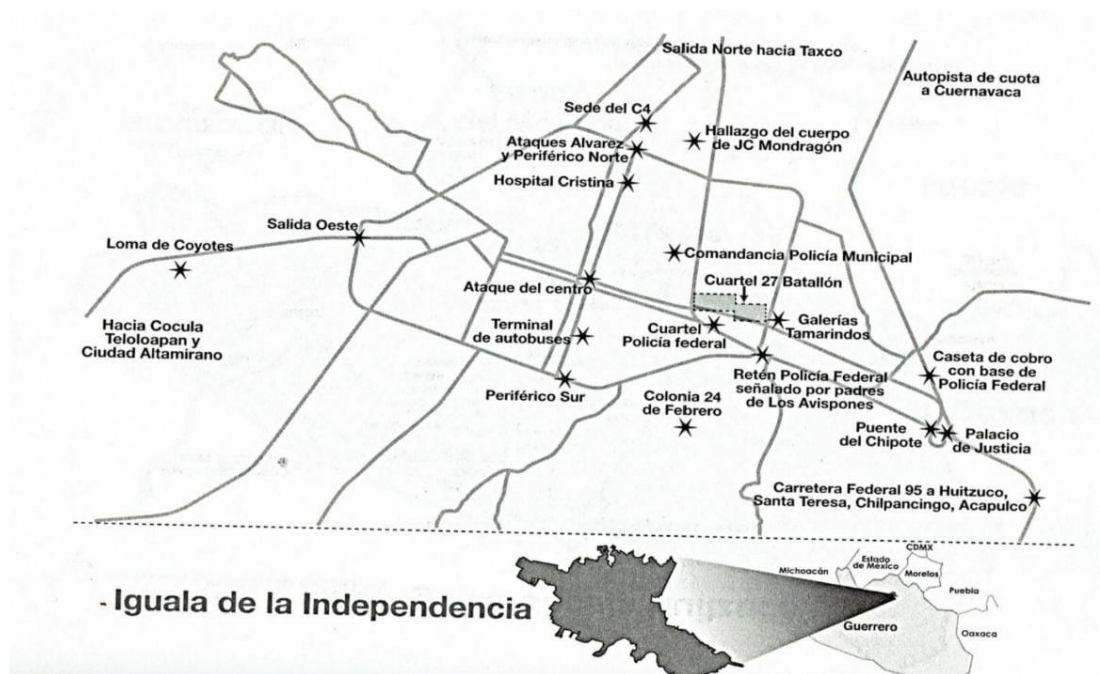 Salida Norte hacia Taxco
Autopista de cuota
a Cuernavaca
Sede del C4
Hallazgo del cuerpo
de JC Mondragón
Ataques Alvarez
y Periférico Norte
Hospital Cristina
Salida Oeste
Loma de Coyotes
Comandancia Policía Municipal
Cuartel 27 Batallón
Ataque del centro
Terminal
de autobuses
Cuartel
Policía federal
Galerías
Tamarindos
Hacia Cocula
Teloloapan y
Ciudad Altamirano
Caseta de cobro
con base de
Policía Federal
Retén Policía Federal
señalado por padres
de Los Avispones
Periférico Sur
Colonia 24
de Febrero
Puente
del Chipote
Palacio
de Justicia
Carretera Federal 95 a Huitzuco,
Santa Teresa, Chilpancingo, Acapulco
- Iguala de la Independencia
CDMX
Estado
de México
Michoacán
Morelos
Puebla
Guerrero
Oaxaca